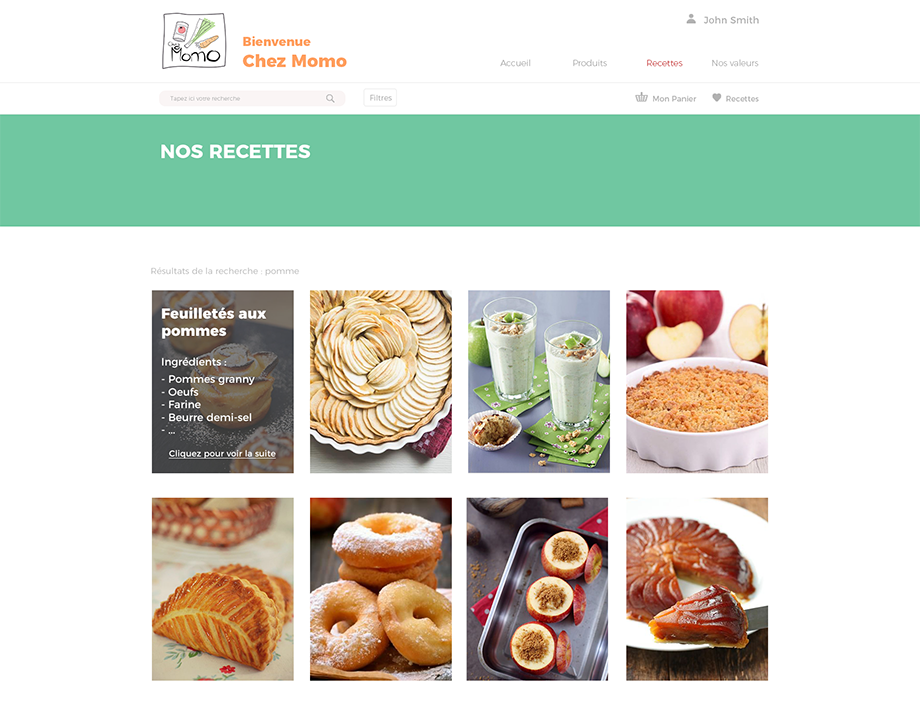 Chez
MomO
Bienvenue
Chez Momo
John Smith
Accueil
Produits
Recettes
Nos valeurs
Tapez ici votre recherche
Filtres
Mon Panier
Recettes
NOS RECETTES
Résultats de la recherche : pomme
Feuilletés aux
pommes
Ingrédients :
- Pommes granny
- Oeufs
- Farine
- Beurre demi-sel
- ...
Cliquez pour voir la suite